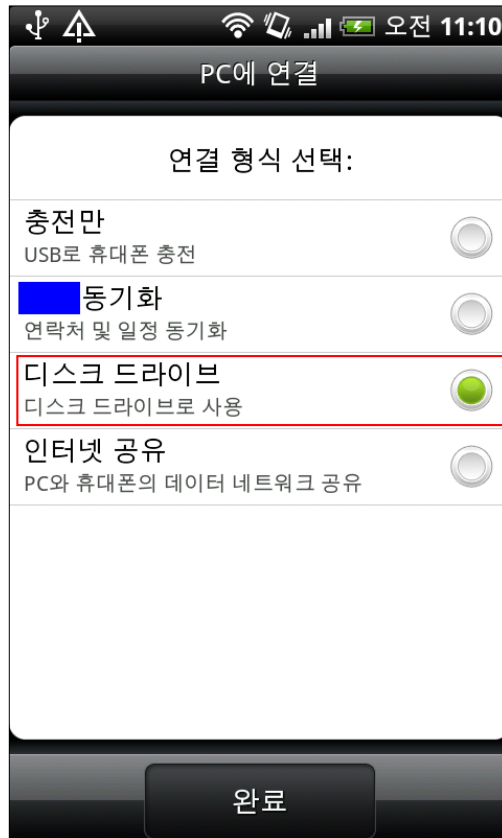 오전 11:10
PC에 연결
연결 형식 선택:
충전만
USB로 휴대폰 충전
동기화
연락처 및 일정 동기화
디스크 드라이브
디스크 드라이브로 사용
인터넷 공유
PC와 휴대폰의 데이터 네트워크 공유
완료